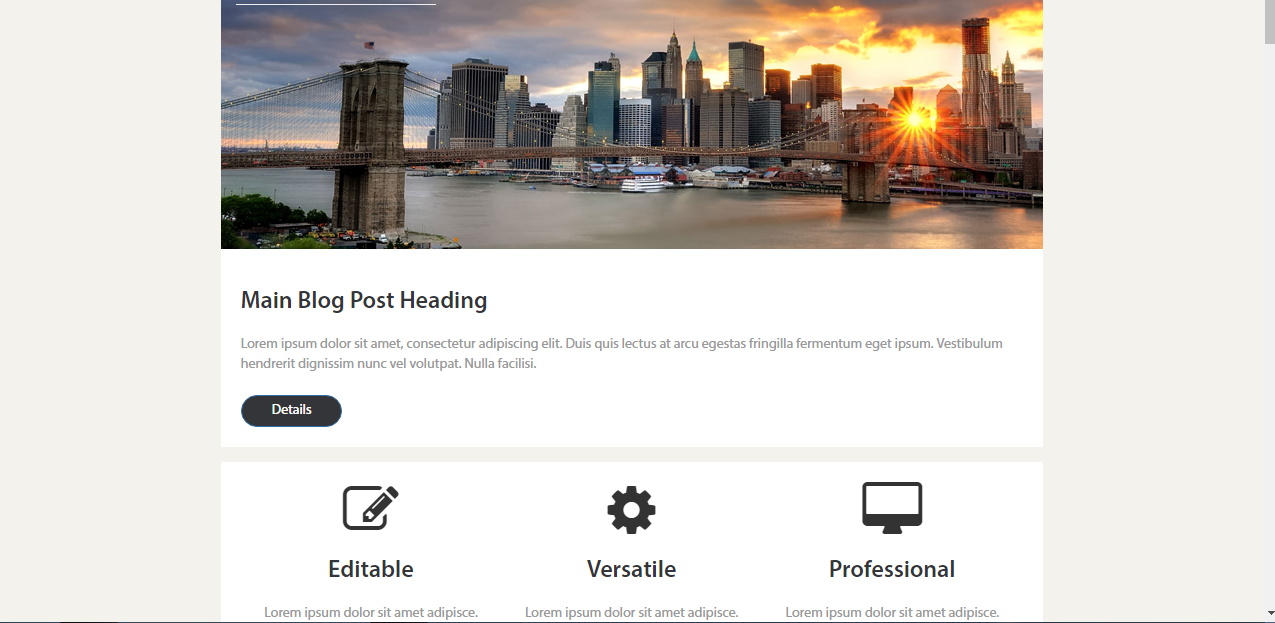 Main Blog Post Heading
Lorem ipsum dolor sit amet, consectetur adipiscing elit. Duis quis lectus at arcu egestas fringilla fermentum eget ipsum. Vestibulum
hendrerit dignissim nunc vel volutpat. Nulla facilisi.
Details
Editable
Versatile
Professional
Lorem ipsum dolor sit amet adipisce.
Lorem ipsum dolor sit amet adipisce.
Lorem ipsum dolor sit amet adipisce.